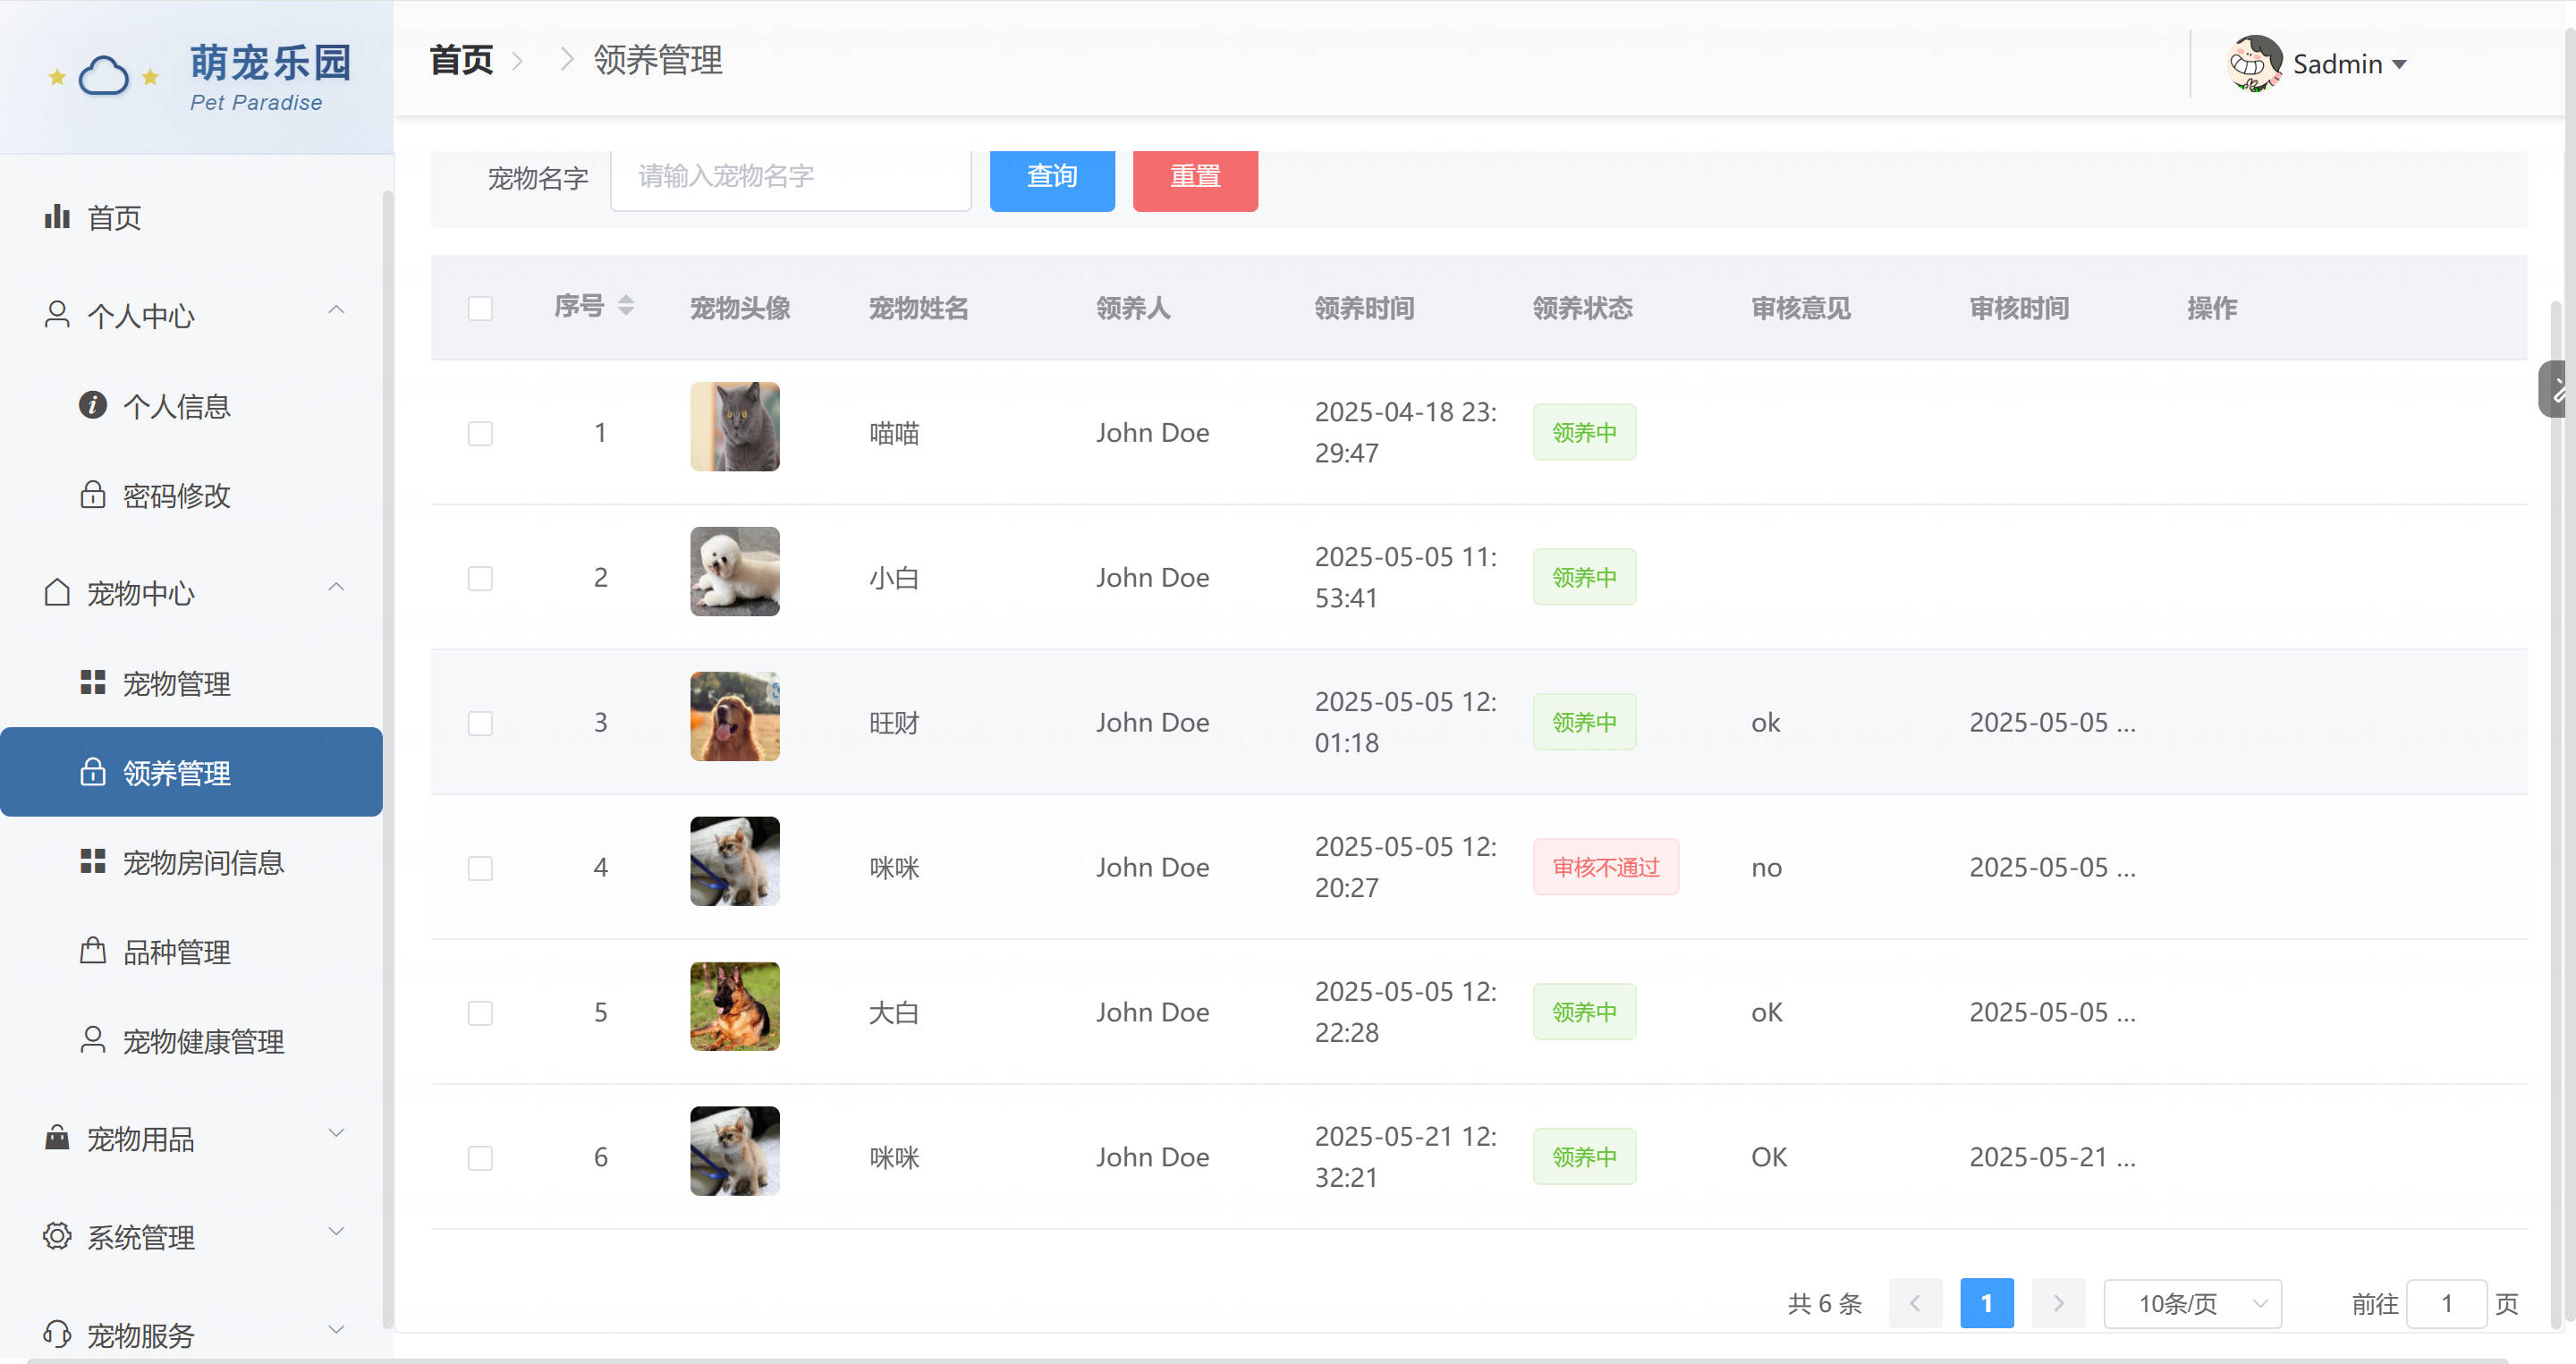 萌宠乐园
Pet Paradise
首页
领养管理
Sadmin
首页
个人中心
个人信息
密码修改
宠物中心
宠物管理
领养管理
宠物房间信息
品种管理
宠物健康管理
宠物用品
系统管理
宠物服务
宠物名字 请输入宠物名字 查询 重置
序号 宠物头像 宠物姓名 领养人 领养时间 领养状态 审核意见 审核时间 操作
1 喵喵 John Doe 2025-04-18 23:
29:47 领养中
2 小白 John Doe 2025-05-05 11:
53:41 领养中
3 旺财 John Doe 2025-05-05 12:
01:18 领养中 ok 2025-05-05 ...
4 咪咪 John Doe 2025-05-05 12:
20:27 审核不通过 no 2025-05-05 ...
5 大白 John Doe 2025-05-05 12:
22:28 领养中 oK 2025-05-05 ...
6 咪咪 John Doe 2025-05-21 12:
32:21 领养中 OK 2025-05-21 ...
共 6 条 1 10条/页 前往 1 页